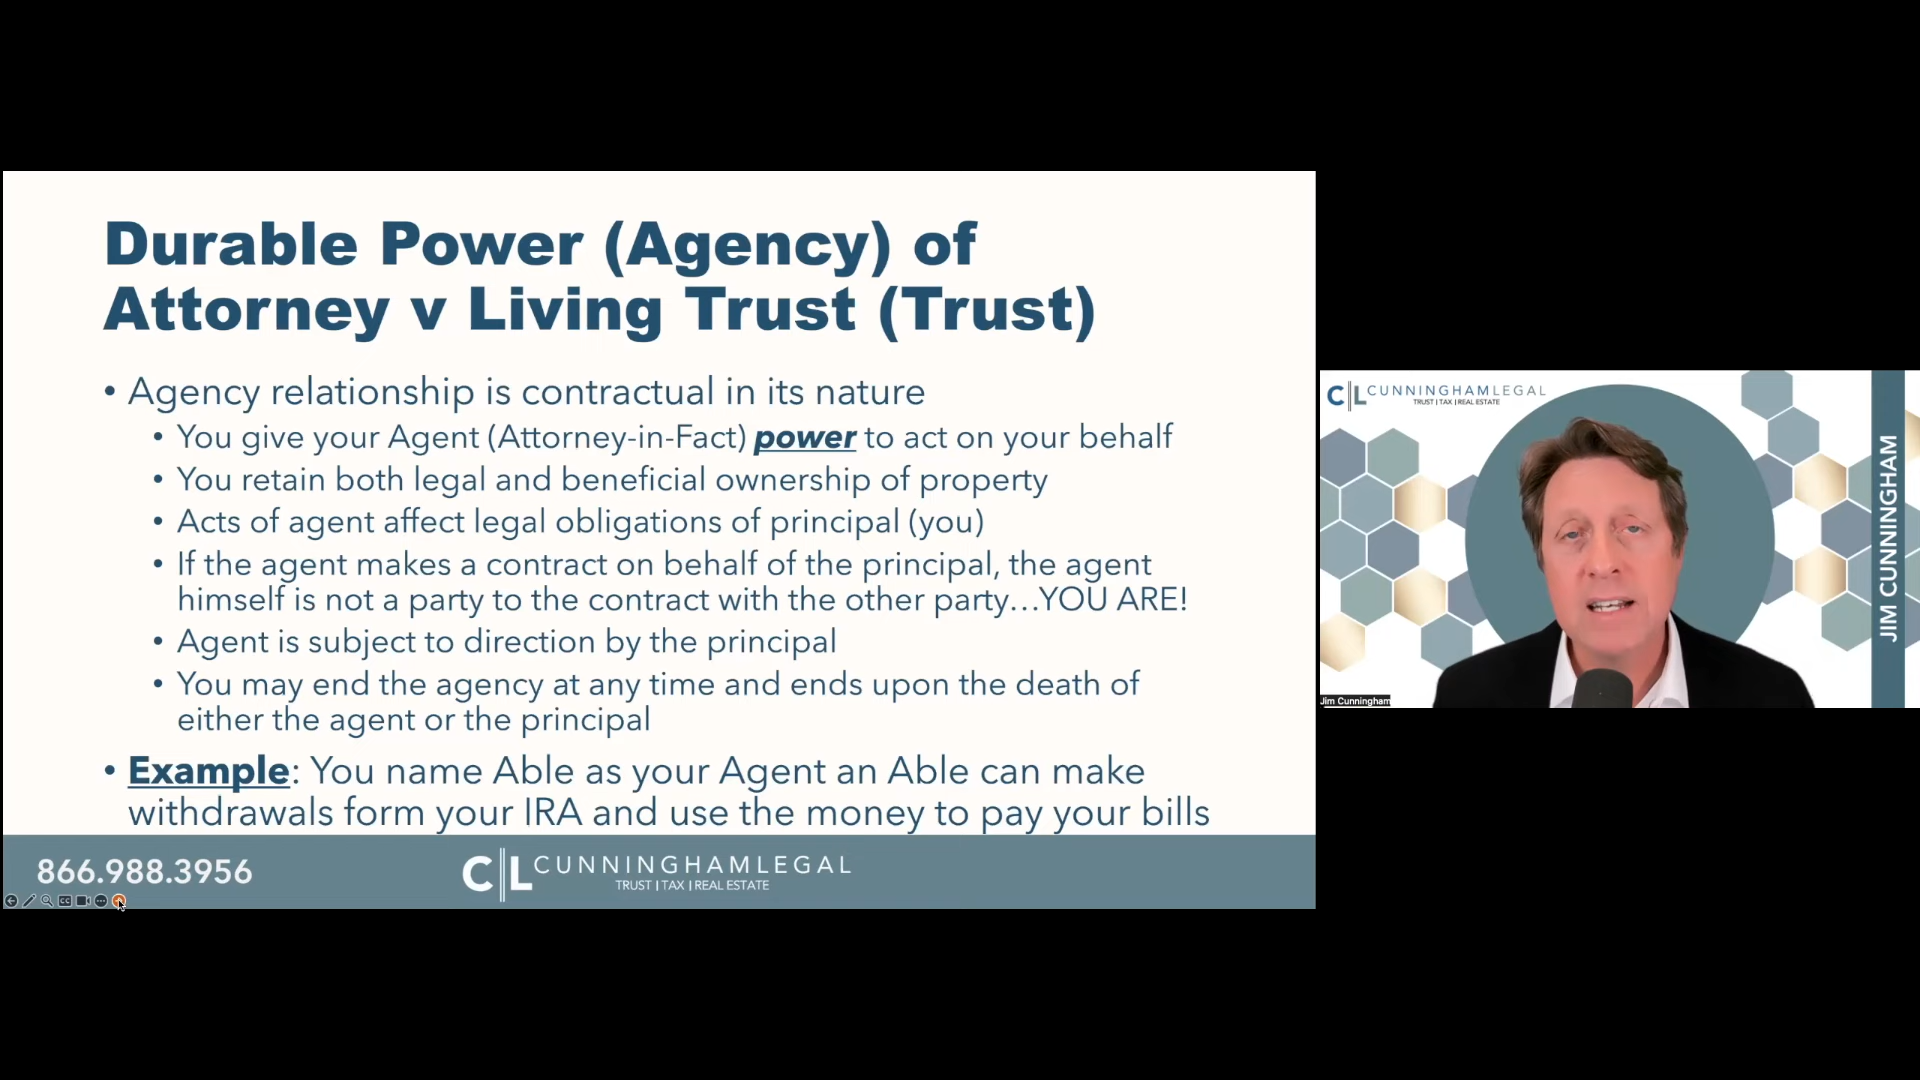 Durable Power (Agency) of
Attorney v Living Trust (Trust)
• Agency relationship is contractual in its nature
• You give your Agent (Attorney-in-Fact) power to act on your behalf
• You retain both legal and beneficial ownership of property
• Acts of agent affect legal obligations of principal (you)
• If the agent makes a contract on behalf of the principal, the agent
himself is not a party to the contract with the other party…YOU ARE!
• Agent is subject to direction by the principal
• You may end the agency at any time and ends upon the death of
either the agent or the principal
• Example: You name Able as your Agent an Able can make
withdrawals form your IRA and use the money to pay your bills
866.988.3956
CL CUNNINGHAMLEGAL
TRUST | TAX | REAL ESTATE
CC
CL CUNNINGHAMLEGAL
TRUST | TAX | REAL ESTATE
JIM CUNNINGHAM
Jim Cunningham